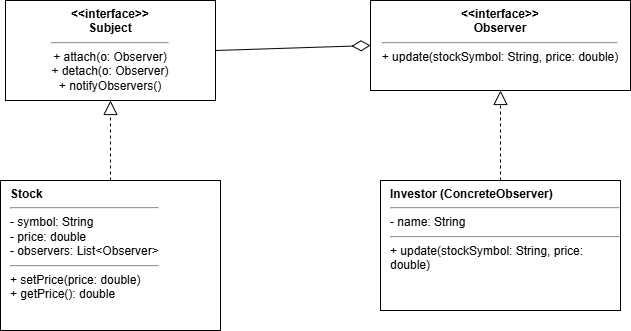 <<interface>>
Subject
+ attach(o: Observer)
+ detach(o: Observer)
+ notifyObservers()
<<interface>>
Observer
+ update(stockSymbol: String, price: double)
Stock
- symbol: String
- price: double
- observers: List<Observer>
+ setPrice(price: double)
+ getPrice(): double
Investor (ConcreteObserver)
- name: String
+ update(stockSymbol: String, price:
double)